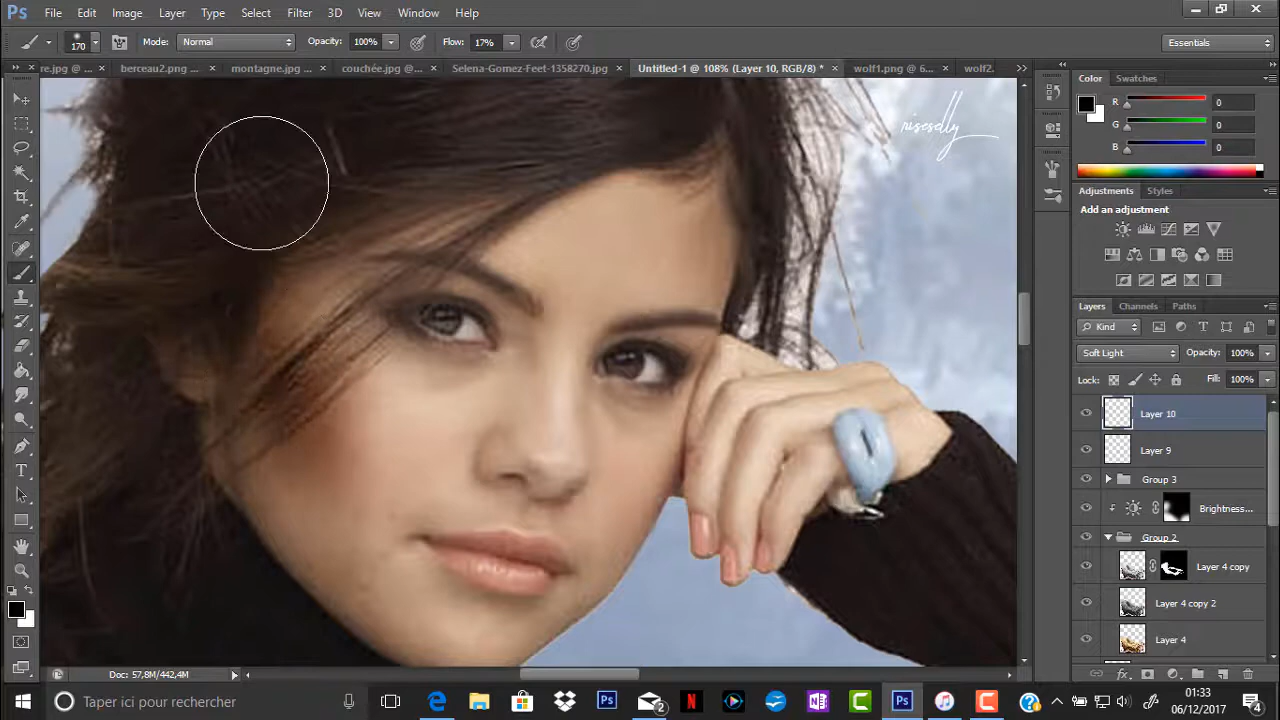 Ps File Edit Image Layer Type Select Filter 3D View Window Help
170 Mode: Normal Opacity: 100% Flow: 17% Essentials
re.jpg @ ... × berceau2.png ... × montagne.jpg ... × couchée.jpg @... × Selena-Gomez-Feet-1358270.jpg × Untitled-1 @ 108% (Layer 10, RGB/8) * × wolf1.png @ 6... × wolf2.
Color Swatches
R 0
G 0
B 0
riseselly
Adjustments Styles
Add an adjustment
Layers Channels Paths
Kind
Soft Light Opacity: 100%
Lock: Fill: 100%
Layer 10
Layer 9
Group 3
Brightness...
Group 2
Layer 4 copy
Layer 4 copy 2
Layer 4
Doc: 57,8M/442,4M
Taper ici pour rechercher
2
01:33
06/12/2017
4